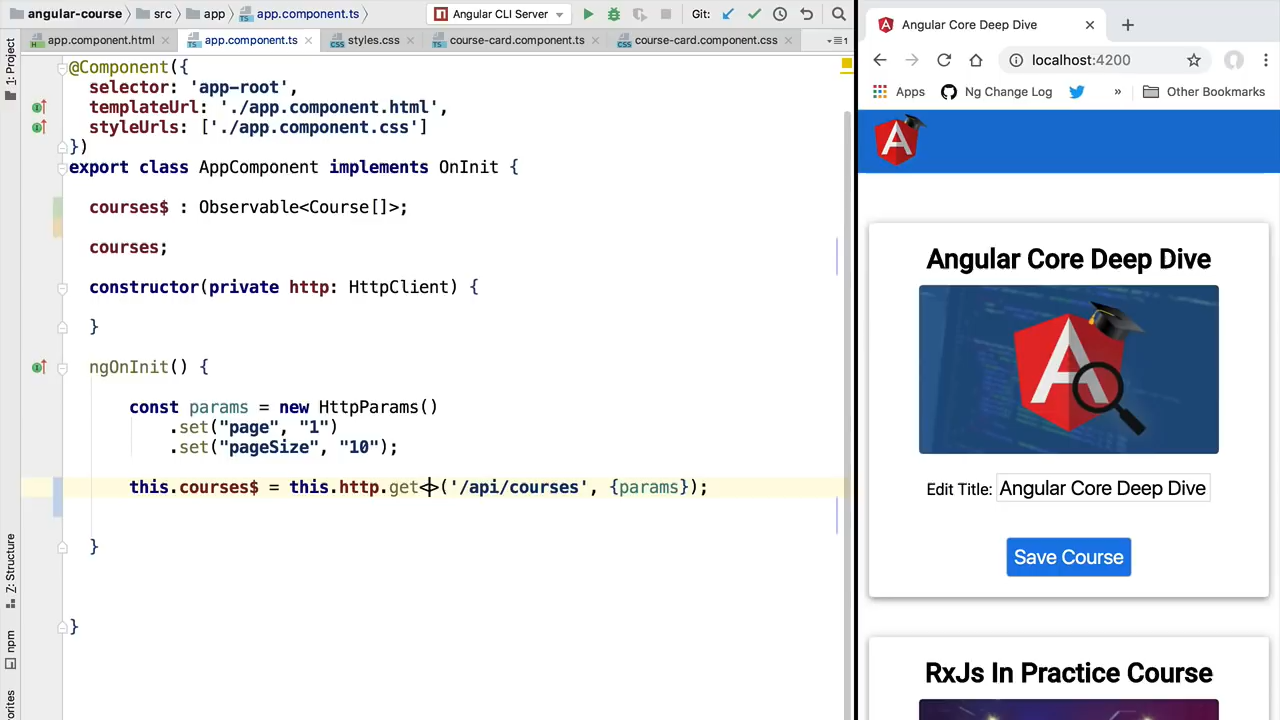 angular-course
src
app
app.component.ts
Angular CLI Server
Git:
app.component.html
app.component.ts
styles.css
course-card.component.ts
course-card.component.css
1: Project
Z: Structure
npm
@Component({
selector: 'app-root',
templateUrl: './app.component.html',
styleUrls: ['./app.component.css']
})
export class AppComponent implements OnInit {
courses$ : Observable<Course[]>;
courses;
constructor(private http: HttpClient) {
}
ngOnInit() {
const params = new HttpParams()
.set("page", "1")
.set("pageSize", "10");
this.courses$ = this.http.get<>('/api/courses', {params});
}
}
Angular Core Deep Dive
localhost:4200
Apps
Ng Change Log
»
Other Bookmarks
Angular Core Deep Dive
Edit Title: Angular Core Deep Dive
Save Course
RxJs In Practice Course